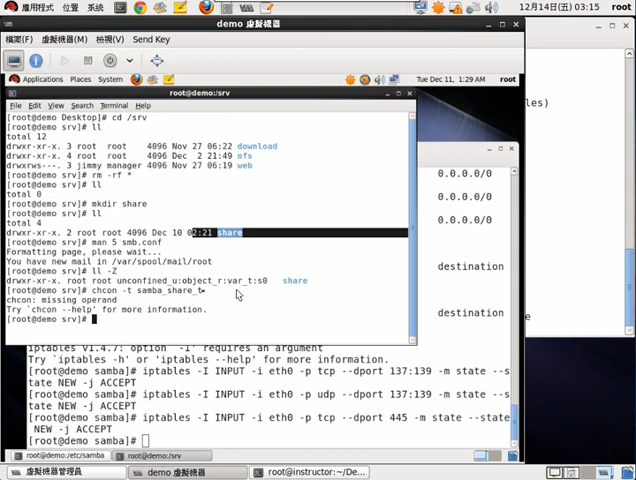 應用程式 位置 系統 12月14日(五) 03:15 root
demo 虛擬機器
檔案(F) 虛擬機器(M) 檢視(V) Send Key
Applications Places System Tue Dec 11, 1:29 AM root
root@demo:/srv
File Edit View Search Terminal Help
[root@demo Desktop]# cd /srv
[root@demo srv]# ll
total 12
drwxr-xr-x. 3 root root 4096 Nov 27 06:22 download
drwxr-xr-x. 4 root root 4096 Dec 2 21:49 nfs
drwxrws---. 3 jimmy manager 4096 Nov 27 06:19 web
[root@demo srv]# rm -rf *
[root@demo srv]# ll
total 0
[root@demo srv]# mkdir share
[root@demo srv]# ll
total 4
drwxr-xr-x. 2 root root 4096 Dec 10 02:21 share
[root@demo srv]# man 5 smb.conf
Formatting page, please wait...
You have new mail in /var/spool/mail/root
[root@demo srv]# ll -Z
drwxr-xr-x. root root unconfined_u:object_r:var_t:s0 share
[root@demo srv]# chcon -t samba_share_t
chcon: missing operand
Try `chcon --help' for more information.
[root@demo srv]#
les)
0.0.0.0/0
0.0.0.0/0
0.0.0.0/0
destination
destination
iptables v1.4.7: option `-I' requires an argument
Try `iptables -h' or 'iptables --help' for more information.
[root@demo samba]# iptables -I INPUT -i eth0 -p tcp --dport 137:139 -m state --s
tate NEW -j ACCEPT
[root@demo samba]# iptables -I INPUT -i eth0 -p udp --dport 137:139 -m state --s
tate NEW -j ACCEPT
[root@demo samba]# iptables -I INPUT -i eth0 -p tcp --dport 445 -m state --state
NEW -j ACCEPT
[root@demo samba]#
root@demo:/etc/samba root@demo:/srv
虛擬機器管理員 demo 虛擬機器 root@instructor:~/De...